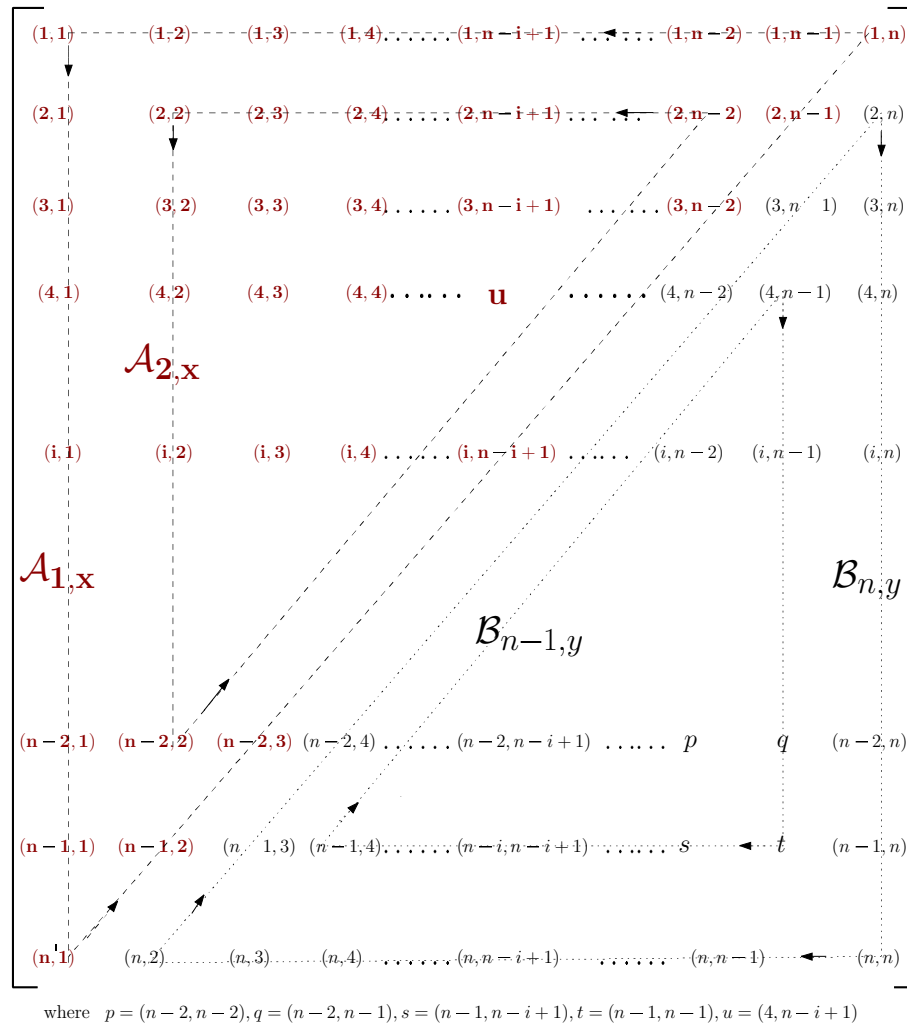 (1, 1) (1, 2) (1, 3) (1, 4) ...... (1, n−i+1) ...... (1, n−2) (1, n−1) (1, n)
(2, 1) (2, 2) (2, 3) (2, 4) ...... (2, n−i+1) ...... (2, n−2) (2, n−1) (2, n)
(3, 1) (3, 2) (3, 3) (3, 4) ...... (3, n−i+1) ...... (3, n−2) (3, n 1) (3, n)
(4, 1) (4, 2) (4, 3) (4, 4) ...... u ...... (4, n−2) (4, n−1) (4, n)
𝒜2,x
(i, 1) (i, 2) (i, 3) (i, 4) ...... (i, n−i+1) ...... (i, n−2) (i, n−1) (i, n)
𝒜1,x ℬn,y
ℬn−1,y
(n−2, 1) (n−2, 2) (n−2, 3) (n−2, 4) ...... (n−2, n−i+1) ...... p q (n−2, n)
(n−1, 1) (n−1, 2) (n 1, 3) (n−1, 4) ...... (n−i, n−i+1) ...... s t (n−1, n)
(n, 1) (n, 2) (n, 3) (n, 4) ...... (n, n−i+1) ...... (n, n−1) (n, n)
where p = (n−2, n−2), q = (n−2, n−1), s = (n−1, n−i+1), t = (n−1, n−1), u = (4, n−i+1)